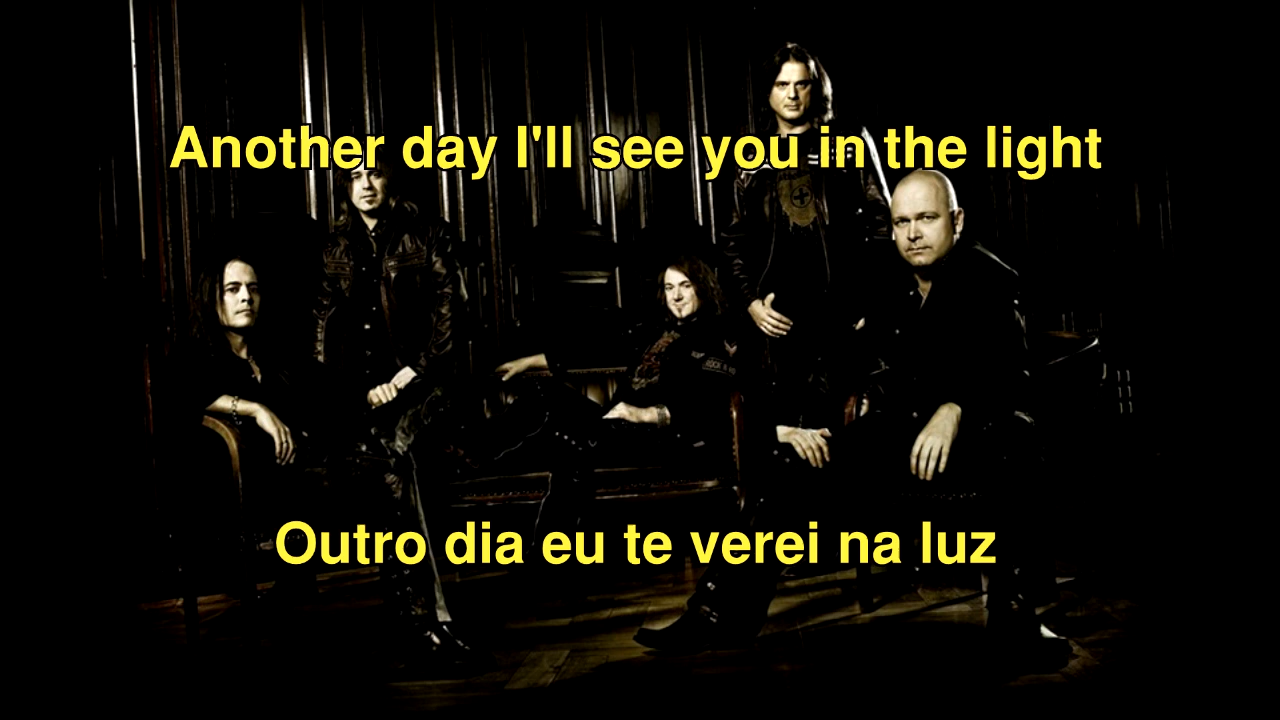 Another day I'll see you in the light
Outro dia eu te verei na luz